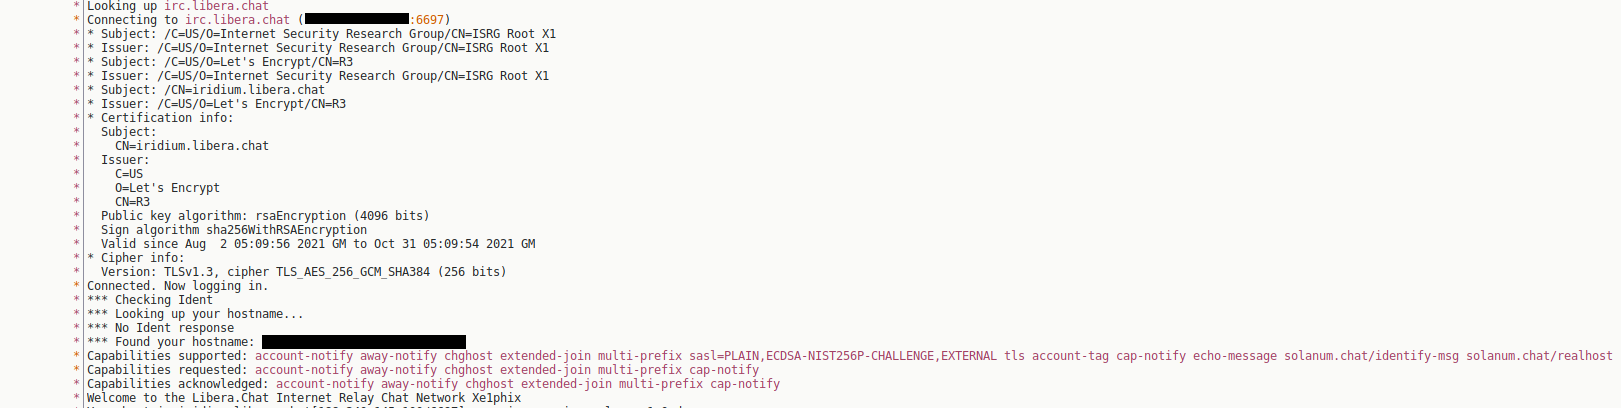 * Looking up irc.libera.chat
* Connecting to irc.libera.chat (:6697)
* * Subject: /C=US/O=Internet Security Research Group/CN=ISRG Root X1
* * Issuer: /C=US/O=Internet Security Research Group/CN=ISRG Root X1
* * Subject: /C=US/O=Let's Encrypt/CN=R3
* * Issuer: /C=US/O=Internet Security Research Group/CN=ISRG Root X1
* * Subject: /CN=iridium.libera.chat
* * Issuer: /C=US/O=Let's Encrypt/CN=R3
* * Certification info:
* Subject:
* CN=iridium.libera.chat
* Issuer:
* C=US
* O=Let's Encrypt
* CN=R3
* Public key algorithm: rsaEncryption (4096 bits)
* Sign algorithm sha256WithRSAEncryption
* Valid since Aug  2 05:09:56 2021 GM to Oct 31 05:09:54 2021 GM
* * Cipher info:
* Version: TLSv1.3, cipher TLS_AES_256_GCM_SHA384 (256 bits)
* Connected. Now logging in.
* *** Checking Ident
* *** Looking up your hostname...
* *** No Ident response
* *** Found your hostname:
* Capabilities supported: account-notify away-notify chghost extended-join multi-prefix sasl=PLAIN,ECDSA-NIST256P-CHALLENGE,EXTERNAL tls account-tag cap-notify echo-message solanum.chat/identify-msg solanum.chat/realhost
* Capabilities requested: account-notify away-notify chghost extended-join multi-prefix cap-notify
* Capabilities acknowledged: account-notify away-notify chghost extended-join multi-prefix cap-notify
* Welcome to the Libera.Chat Internet Relay Chat Network Xe1phix